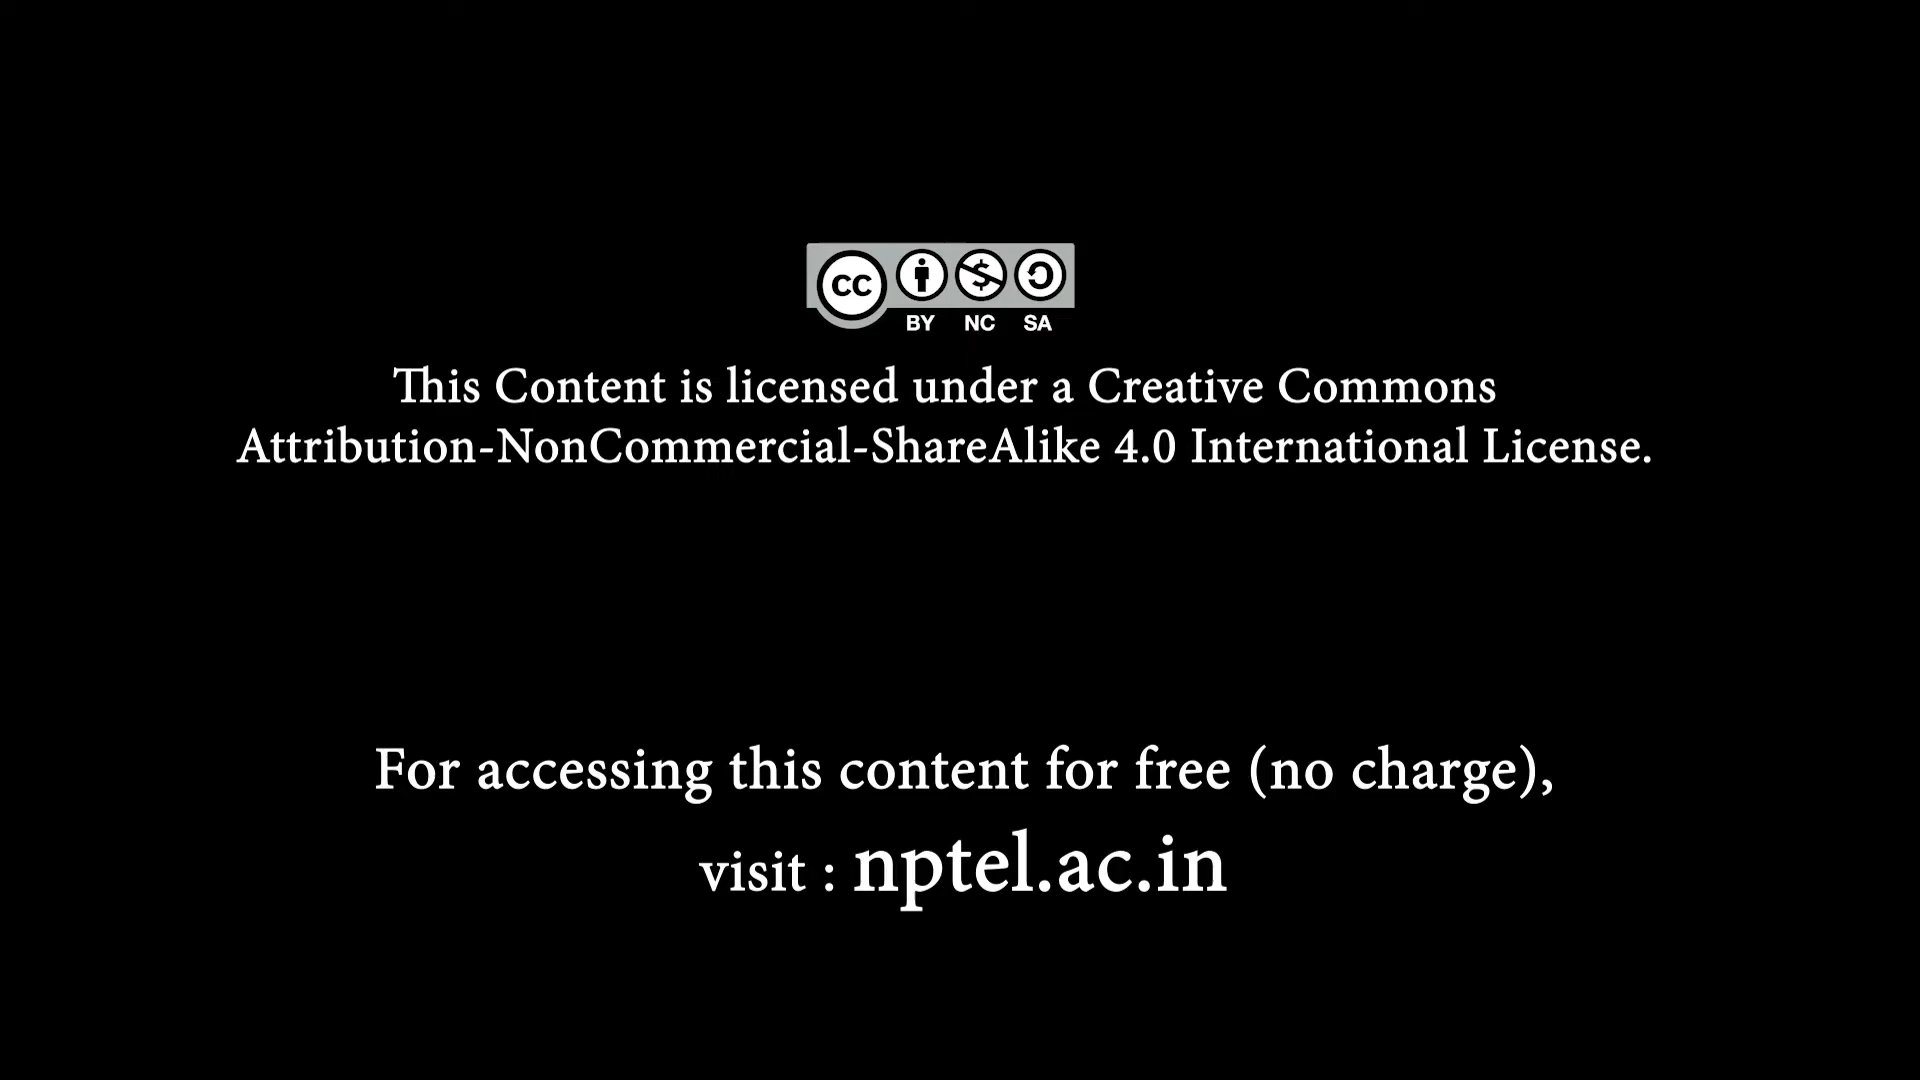 cc
BY NC SA
This Content is licensed under a Creative Commons
Attribution-NonCommercial-ShareAlike 4.0 International License.
For accessing this content for free (no charge),
visit : nptel.ac.in